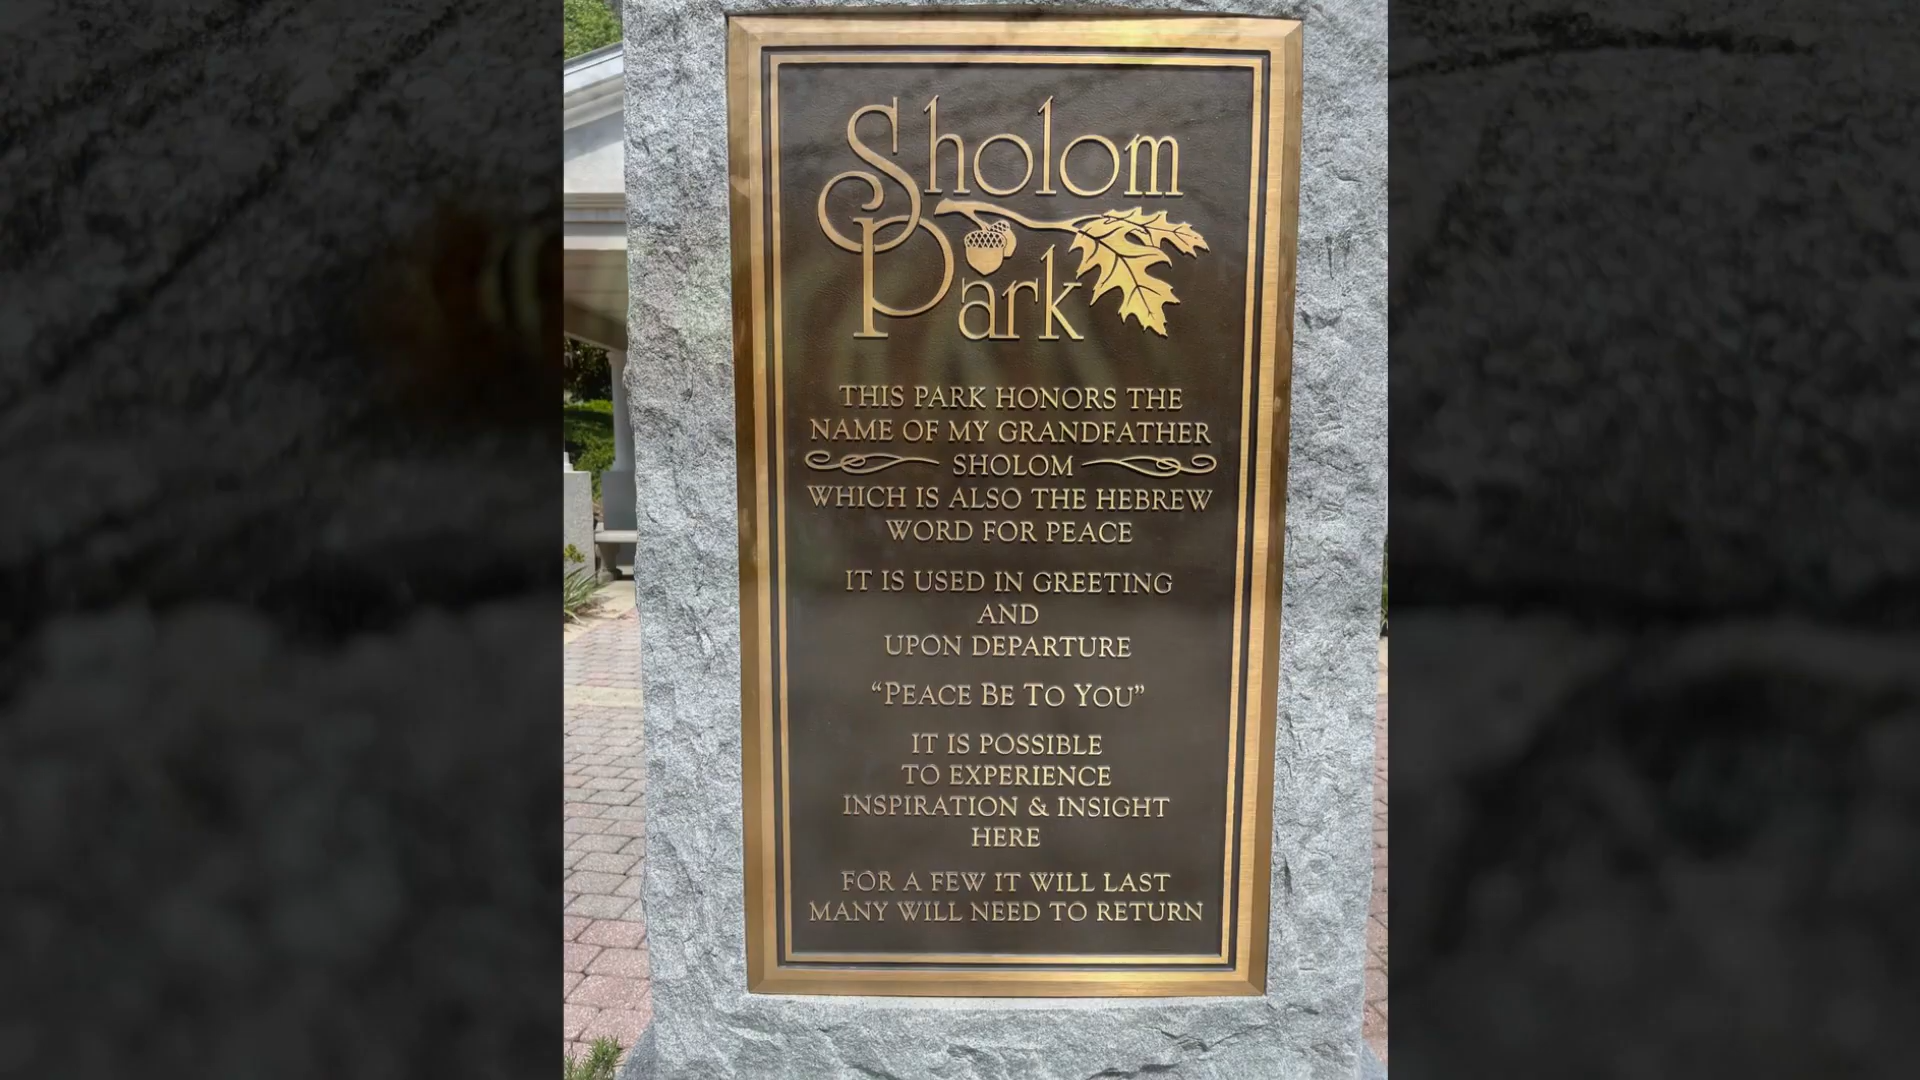 Sholom
Park
THIS PARK HONORS THE
NAME OF MY GRANDFATHER
SHOLOM
WHICH IS ALSO THE HEBREW
WORD FOR PEACE
IT IS USED IN GREETING
AND
UPON DEPARTURE
“PEACE BE TO YOU”
IT IS POSSIBLE
TO EXPERIENCE
INSPIRATION & INSIGHT
HERE
FOR A FEW IT WILL LAST
MANY WILL NEED TO RETURN